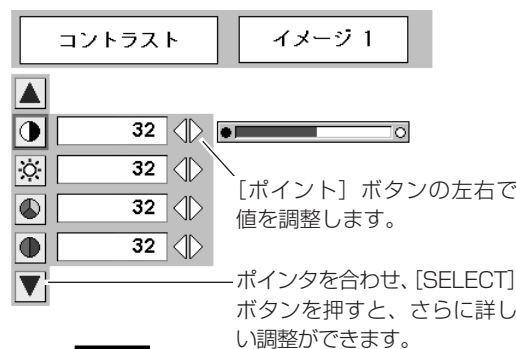 コントラスト
イメージ 1
32
32
32
32
［ポイント］ボタンの左右で
値を調整します。
ポインタを合わせ、［SELECT］
ボタンを押すと、さらに詳し
い調整ができます。